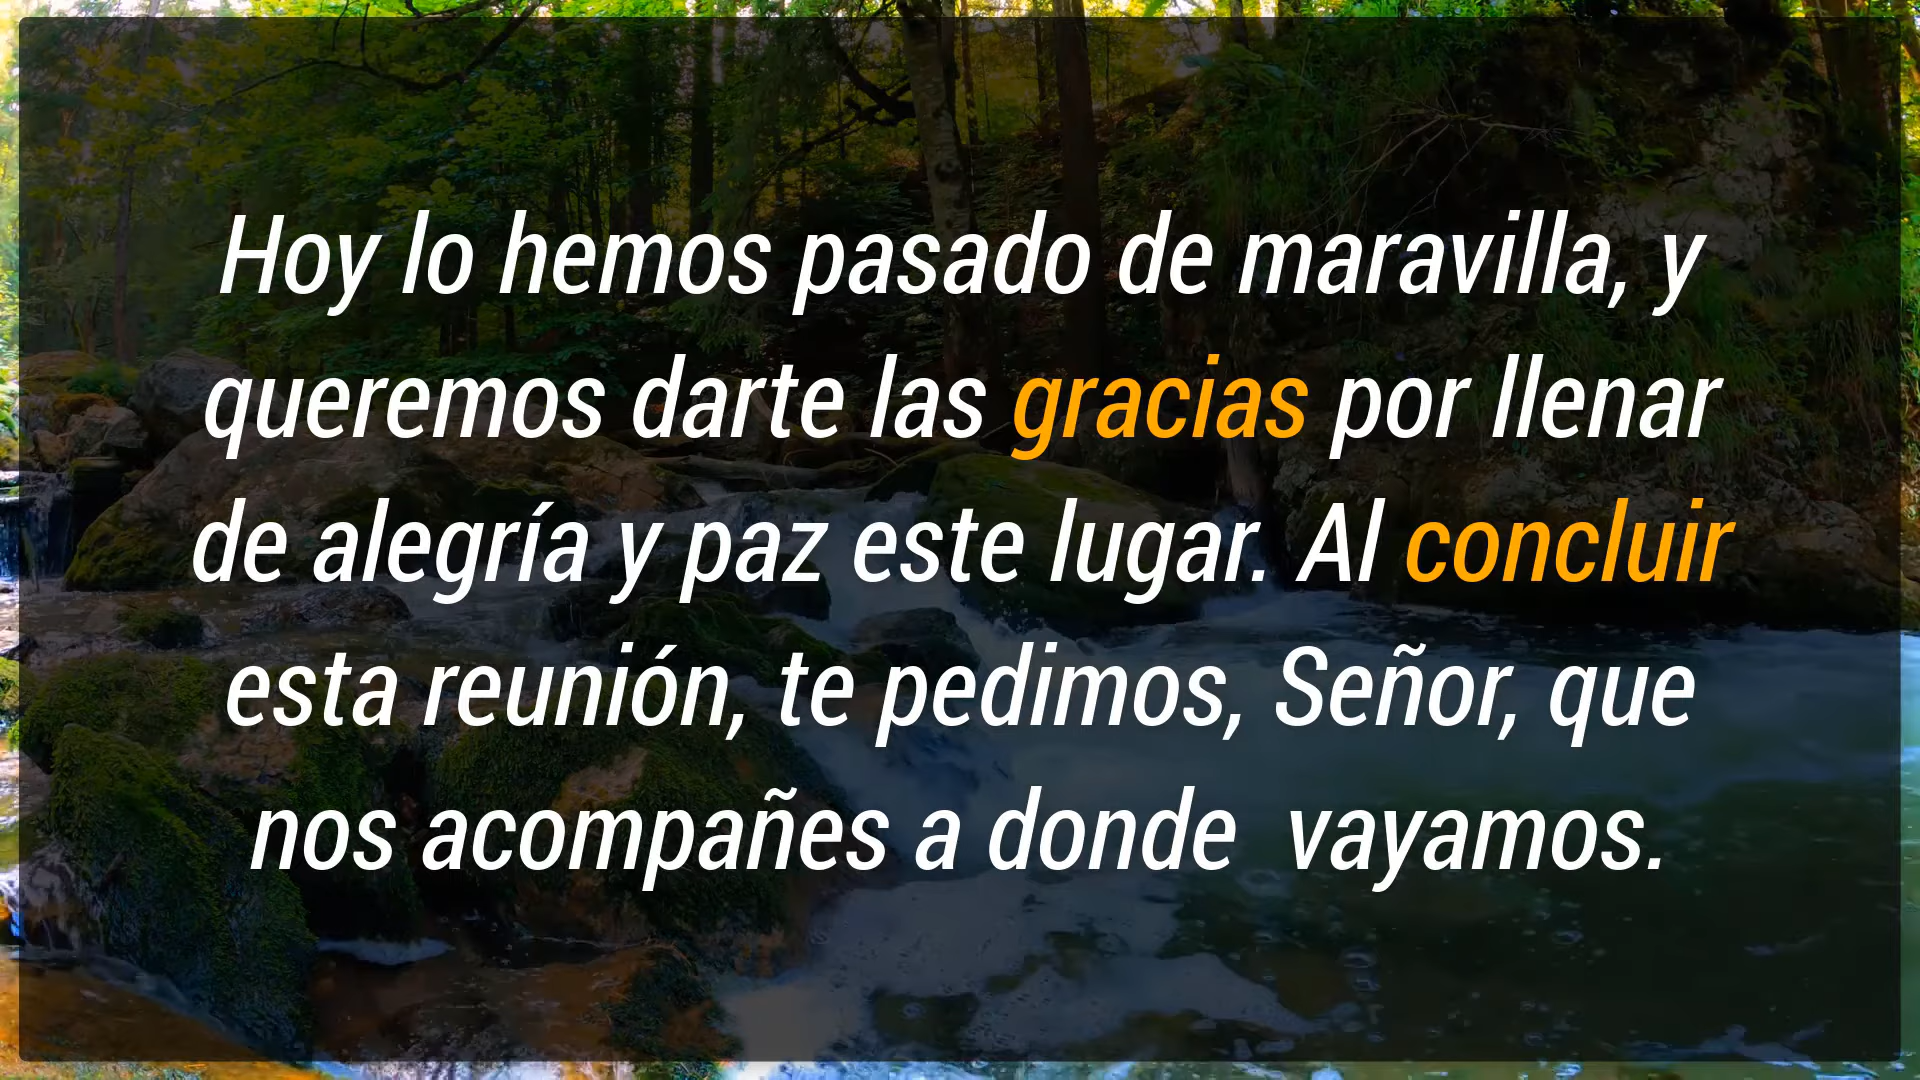 Hoy lo hemos pasado de maravilla, y
queremos darte las gracias por llenar
de alegría y paz este lugar. Al concluir
esta reunión, te pedimos, Señor, que
nos acompañes a donde  vayamos.